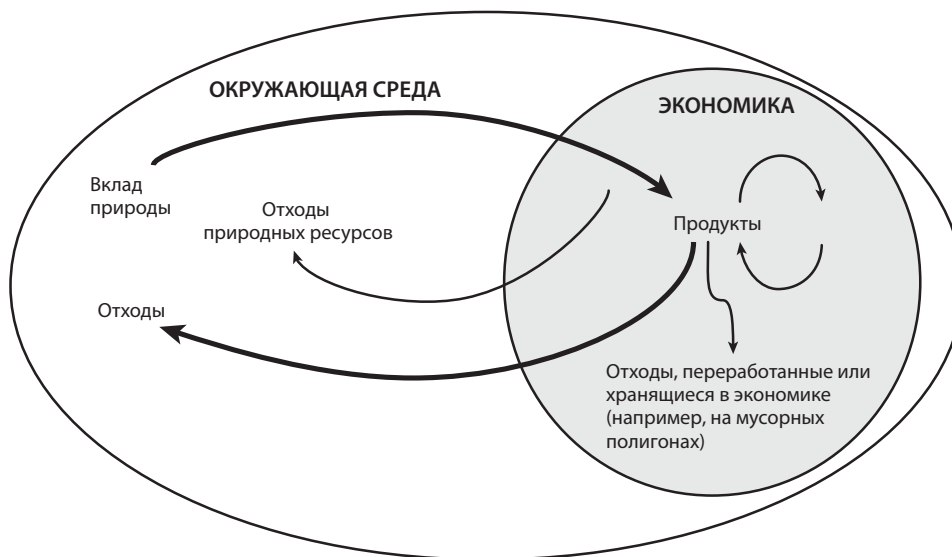 ОКРУЖАЮЩАЯ СРЕДА
ЭКОНОМИКА
Вклад
природы
Отходы
природных ресурсов
Продукты
Отходы
Отходы, переработанные или
хранящиеся в экономике
(например, на мусорных
полигонах)